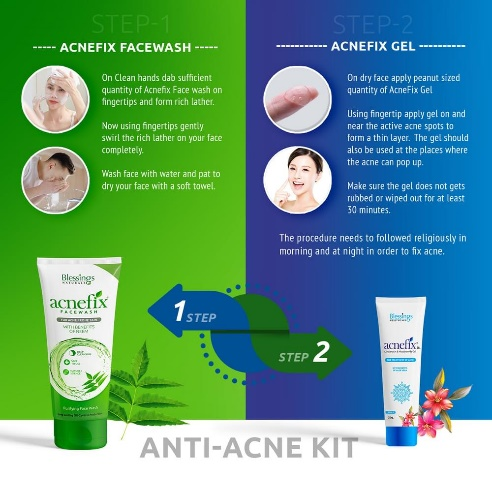 STEP-1
----- ACNEFIX FACEWASH -----
On Clean hands dab sufficient
quantity of Acnefix Face wash on
fingertips and form rich lather.
Now using fingertips gently
swirl the rich lather on your face
completely.
Wash face with water and pat to
dry your face with a soft towel.
STEP-2
----------- ACNEFIX GEL ----------
On dry face apply peanut sized
quantity of AcneFix Gel
Using fingertip apply gel on and
near the active acne spots to
form a thin layer. The gel should
also be used at the places where
the acne can pop up.
Make sure the gel does not gets
rubbed or wiped out for at least
30 minutes.
The procedure needs to followed religiously in
morning and at night in order to fix acne.
Blessings
acnefix
FACEWASH
WITH BENEFITS
OF NEEM
Purifying Face Wash
1 STEP
STEP 2
Blessings
acnefix
ANTI-ACNE KIT